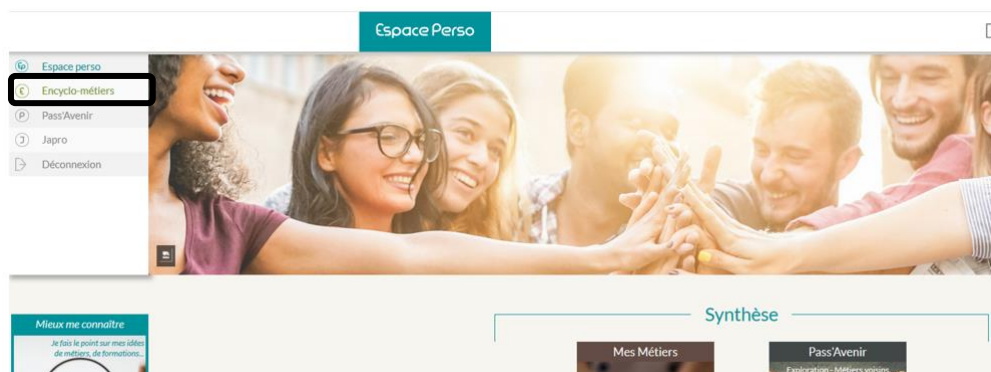 Espace Perso
Espace perso
Encyclo-métiers
Pass'Avenir
Japro
Déconnexion
Mieux me connaître
Je fais le point sur mes idées
de métiers, de formations...
Synthèse
Mes Métiers
Pass'Avenir
Exploration - Métiers voisins